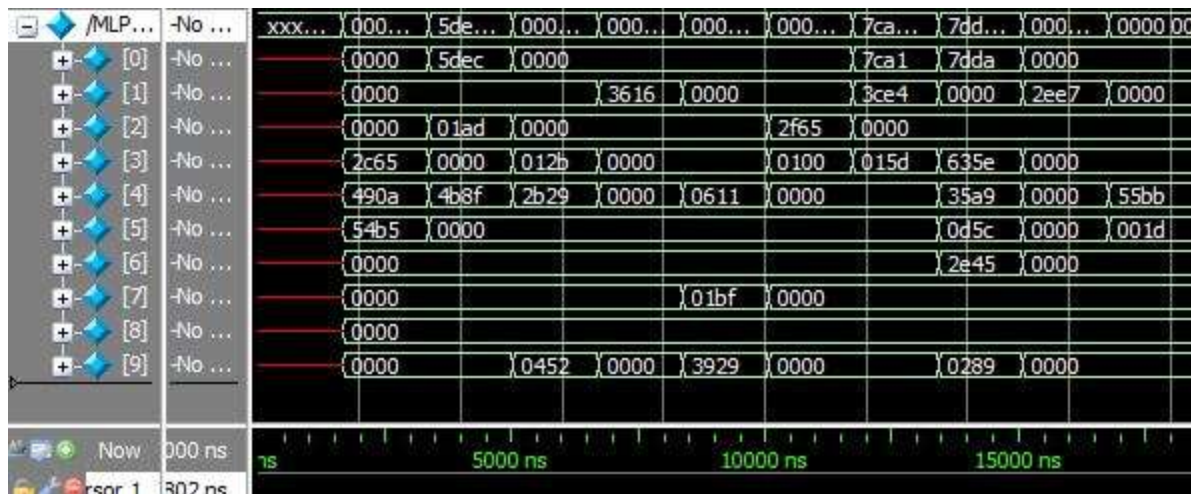 /MLP... -No ... xxx... 000... 5de... 000... 000... 000... 000... 7ca... 7dd... 000... 0000 00
[0] -No ... 0000 5dec 0000 7ca1 7dda 0000
[1] -No ... 0000 3616 0000 3ce4 0000 2ee7 0000
[2] -No ... 0000 01ad 0000 2f65 0000
[3] -No ... 2c65 0000 012b 0000 0100 015d 635e 0000
[4] -No ... 490a 4b8f 2b29 0000 0611 0000 35a9 0000 55bb
[5] -No ... 54b5 0000 0d5c 0000 001d
[6] -No ... 0000 2e45 0000
[7] -No ... 0000 01bf 0000
[8] -No ... 0000
[9] -No ... 0000 0452 0000 3929 0000 0289 0000
Now 000 ns ns 5000 ns 10000 ns 15000 ns
rsor 1 302 ns